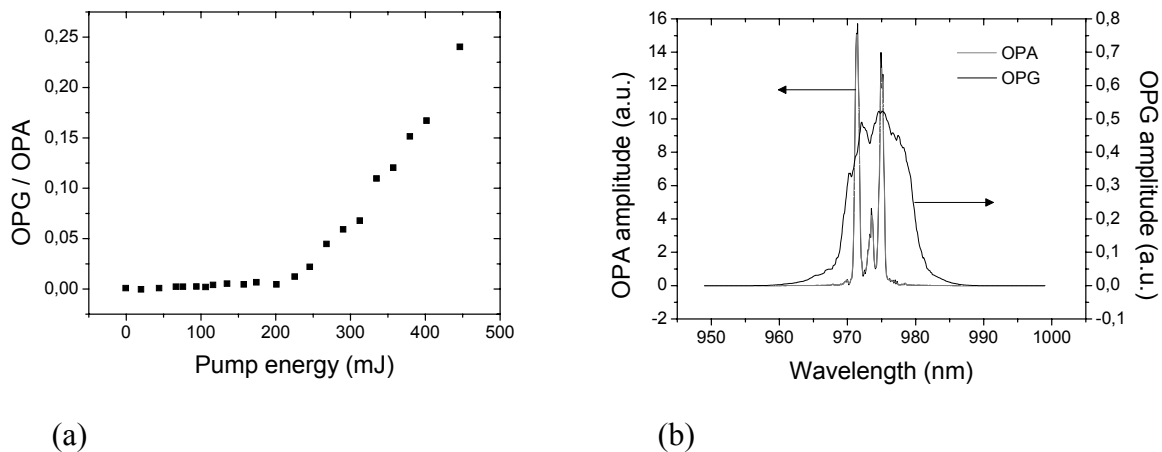 0,25
0,20
0,15
0,10
0,05
0,00
OPG / OPA
0 100 200 300 400 500
Pump energy (mJ)
(a)
16
14
12
10
8
6
4
2
0
-2
OPA amplitude (a.u.)
OPA
OPG
0,8
0,7
0,6
0,5
0,4
0,3
0,2
0,1
0,0
-0,1
OPG amplitude (a.u.)
950 960 970 980 990 1000
Wavelength (nm)
(b)